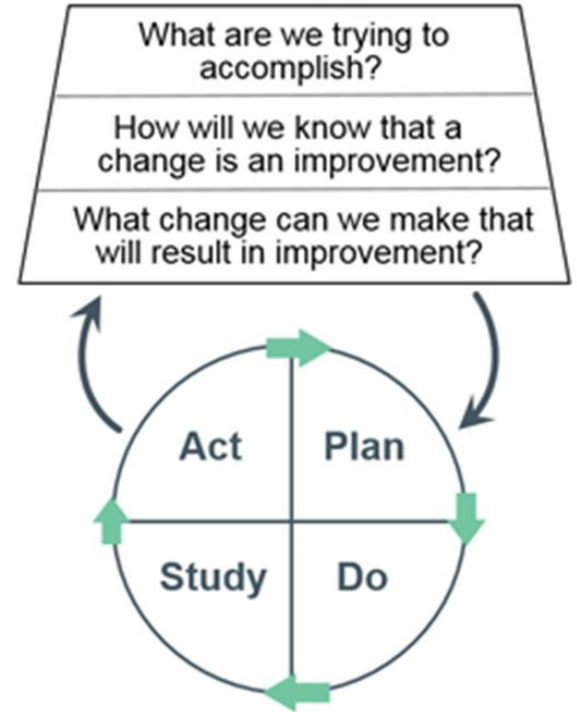 What are we trying to
accomplish?
How will we know that a
change is an improvement?
What change can we make that
will result in improvement?
Act
Plan
Study
Do